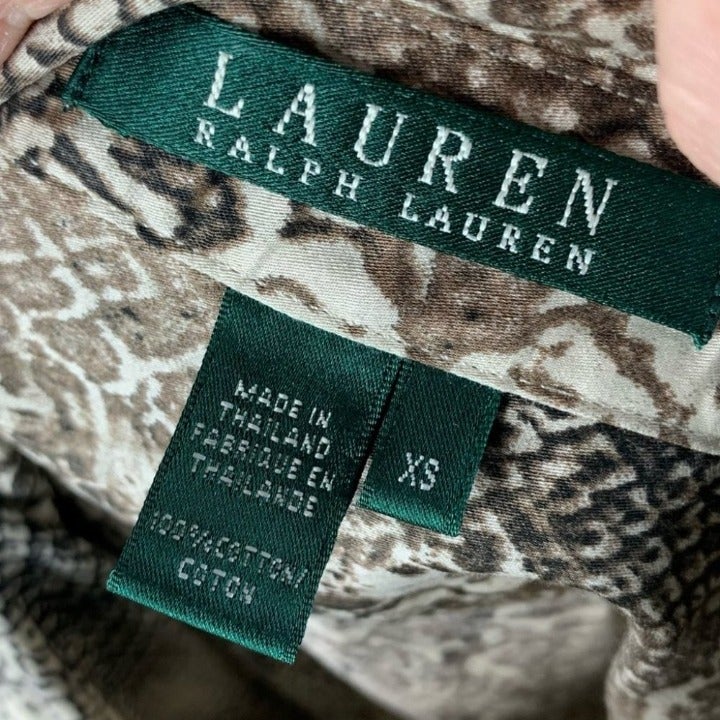 LAUREN
RALPH LAUREN
MADE IN
THAILAND
FABRIQUE EN
THAILANDE
100% COTTON/
COTON
XS